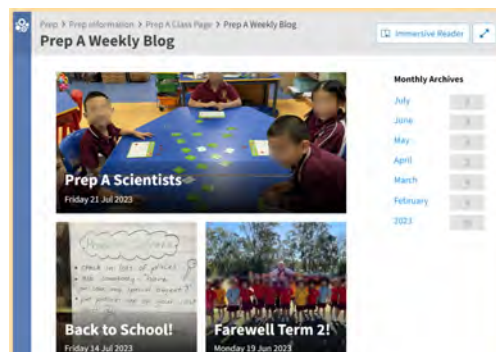 Prep > Prep Information > Prep A Class Page > Prep A Weekly Blog
Prep A Weekly Blog
Immersive Reader
Prep A Scientists
Friday 21 Jul 2023
Back to School!
Friday 14 Jul 2023
Farewell Term 2!
Monday 19 Jun 2023
Monthly Archives
July
June
May
April
March
February
2023